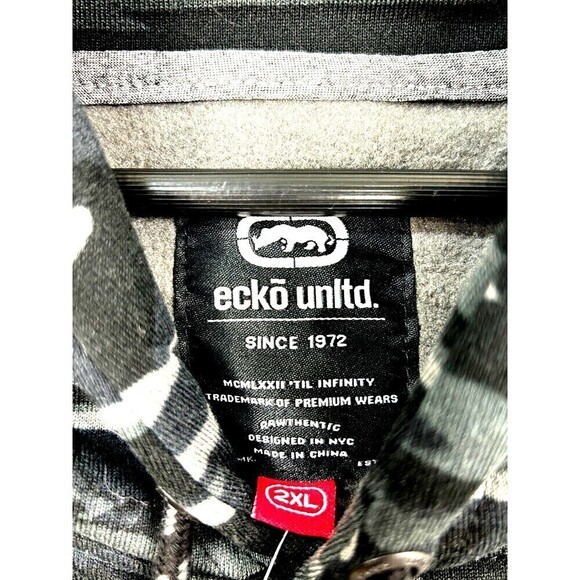 eckō unltd.
SINCE 1972
MCMLXXII 'TIL INFINITY
TRADEMARK OF PREMIUM WEARS
RAWTHENTIC
DESIGNED IN NYC
MADE IN CHINA
EST
2XL